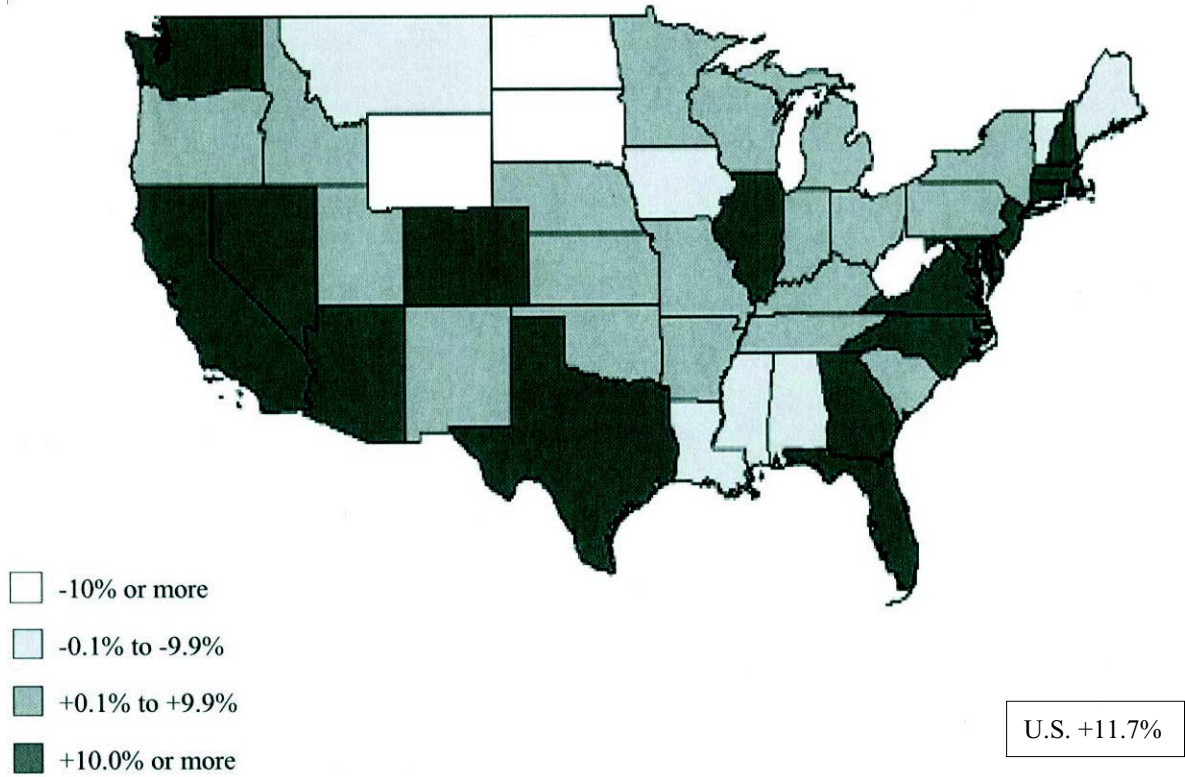 -10% or more
-0.1% to -9.9%
+0.1% to +9.9%
+10.0% or more
U.S. +11.7%